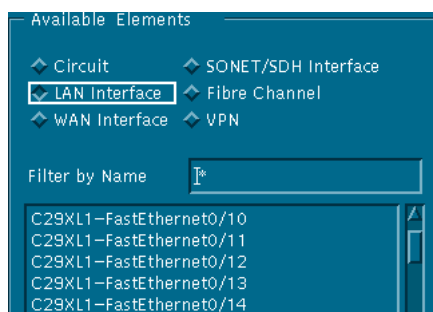 Available Elements
Circuit SONET/SDH Interface
LAN Interface Fibre Channel
WAN Interface VPN
Filter by Name *
C29XL1-FastEthernet0/10
C29XL1-FastEthernet0/11
C29XL1-FastEthernet0/12
C29XL1-FastEthernet0/13
C29XL1-FastEthernet0/14